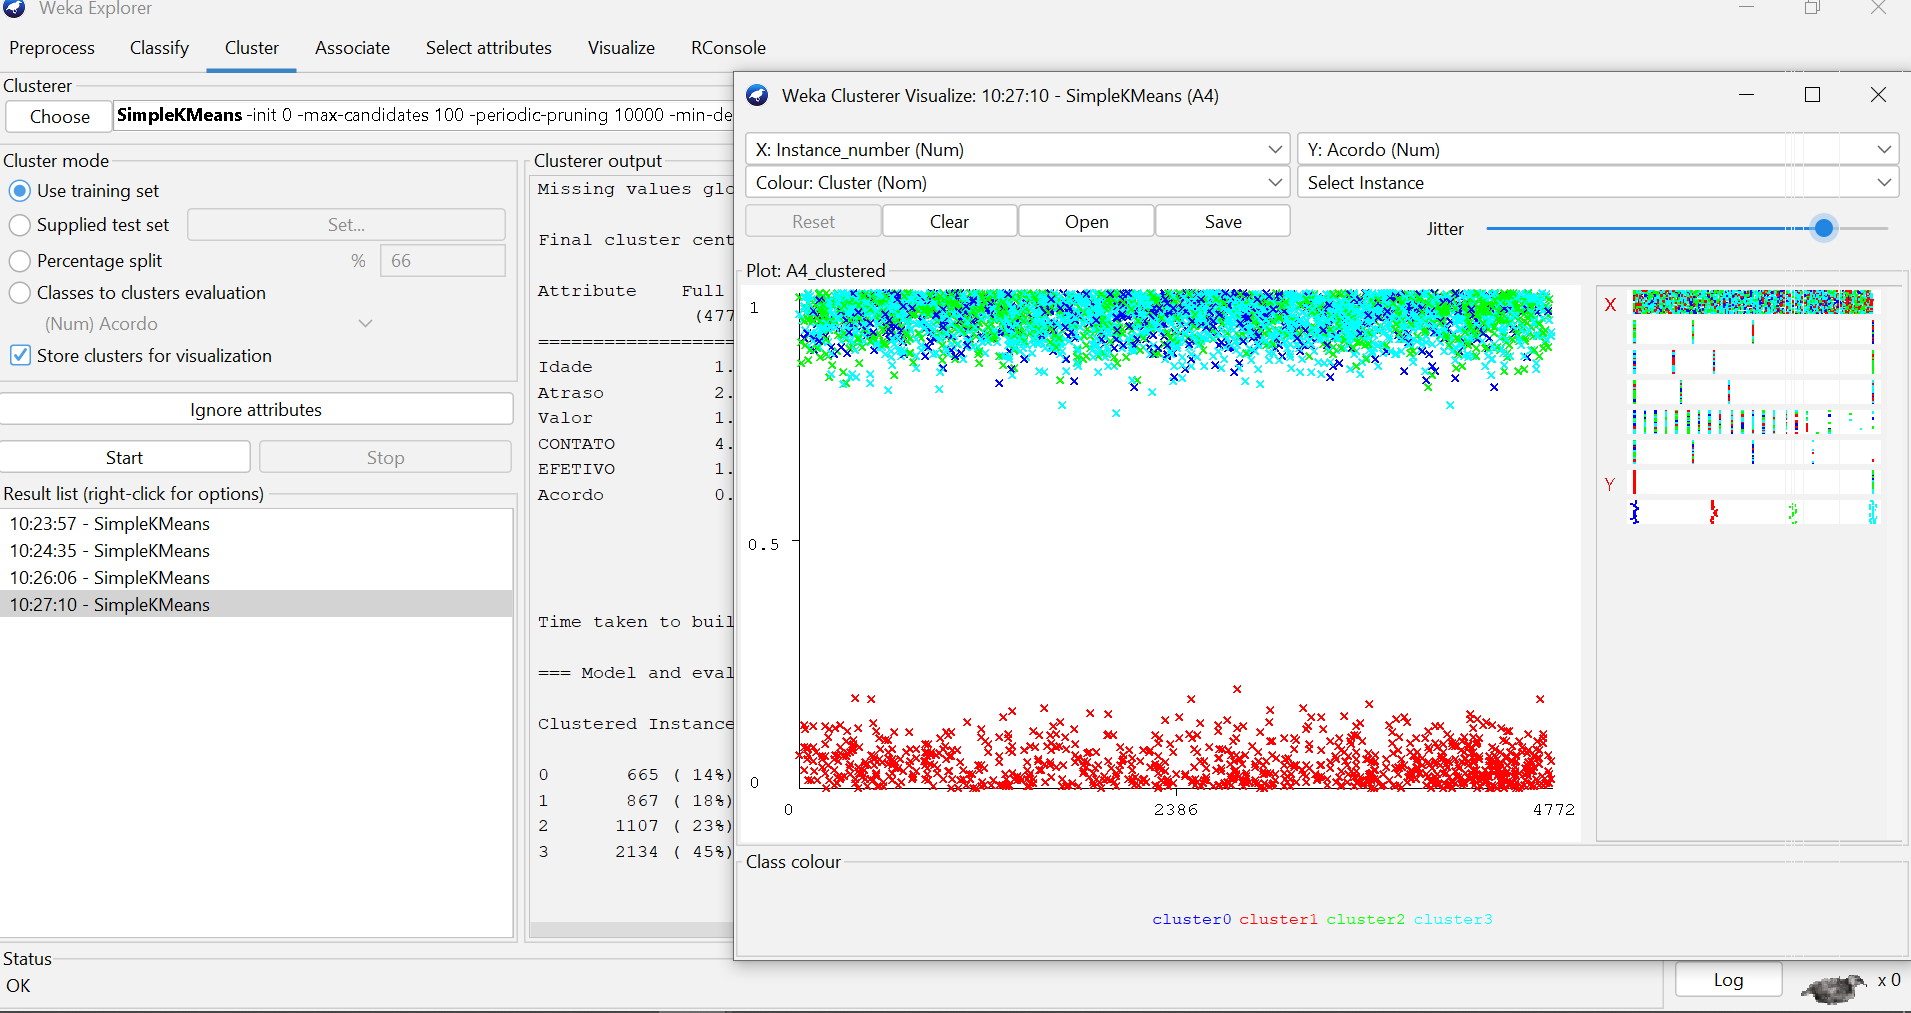 Weka Explorer
Preprocess Classify Cluster Associate Select attributes Visualize RConsole
Clusterer
Choose SimpleKMeans -init 0 -max-candidates 100 -periodic-pruning 10000 -min-de
Cluster mode
Use training set
Supplied test set Set...
Percentage split % 66
Classes to clusters evaluation
(Num) Acordo
Store clusters for visualization
Ignore attributes
Start Stop
Result list (right-click for options)
10:23:57 - SimpleKMeans
10:24:35 - SimpleKMeans
10:26:06 - SimpleKMeans
10:27:10 - SimpleKMeans
Clusterer output
Missing values glo
Final cluster cent
Attribute Full
(477
==================
Idade 1.
Atraso 2.
Valor 1.
CONTATO 4.
EFETIVO 1.
Acordo 0.
Time taken to buil
=== Model and eval
Clustered Instance
0 665 ( 14%)
1 867 ( 18%)
2 1107 ( 23%)
3 2134 ( 45%)
Weka Clusterer Visualize: 10:27:10 - SimpleKMeans (A4)
X: Instance_number (Num) Y: Acordo (Num)
Colour: Cluster (Nom) Select Instance
Reset Clear Open Save Jitter
Plot: A4_clustered
1
0.5
0
0 2386 4772
X
Y
Class colour
cluster0 cluster1 cluster2 cluster3
Status
OK
Log x 0